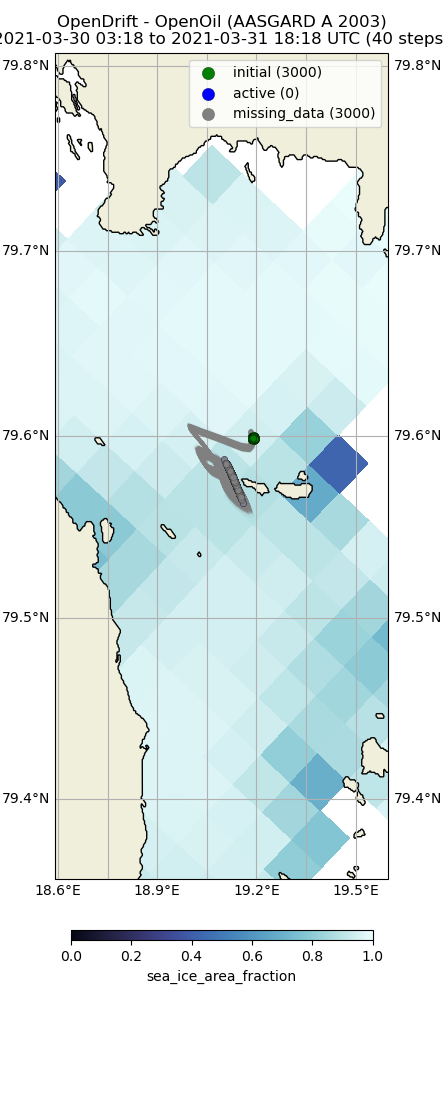 OpenDrift - OpenOil (AASGARD A 2003)
2021-03-30 03:18 to 2021-03-31 18:18 UTC (40 steps
79.8°N
79.8°N
initial (3000)
active (0)
missing_data (3000)
79.7°N
79.7°N
79.6°N
79.6°N
79.5°N
79.5°N
79.4°N
79.4°N
18.6°E 18.9°E 19.2°E 19.5°E
0.0 0.2 0.4 0.6 0.8 1.0
sea_ice_area_fraction